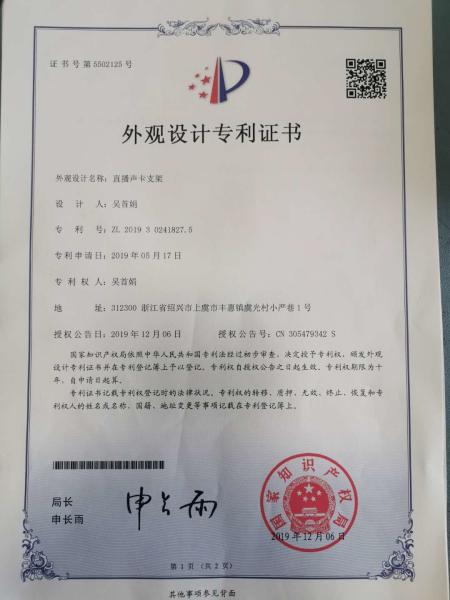 证书号第5502125号
外观设计专利证书
外观设计名称：直播声卡支架
设 计 人：吴首娟
专 利 号：ZL 2019 3 0241827.5
专利申请日：2019年05月17日
专 利 权 人：吴首娟
地 址：312300 浙江省绍兴市上虞市丰惠镇虞光村小严巷1号
授权公告日：2019年12月06日 授权公告号：CN 305479342 S
国家知识产权局依照中华人民共和国专利法经过初步审查，决定授予专利权，颁发外观
设计专利证书并在专利登记簿上予以登记。专利权自授权公告之日起生效。专利权期限为十
年，自申请日起算。
专利证书记载专利权登记时的法律状况。专利权的转移、质押、无效、终止、恢复和专利
权人的姓名或名称、国籍、地址变更等事项记载在专利登记簿上。
局长
申长雨
申长雨
国家知识产权局
2019年12月06日
第 1 页 （共 2 页）
其他事项参见背面